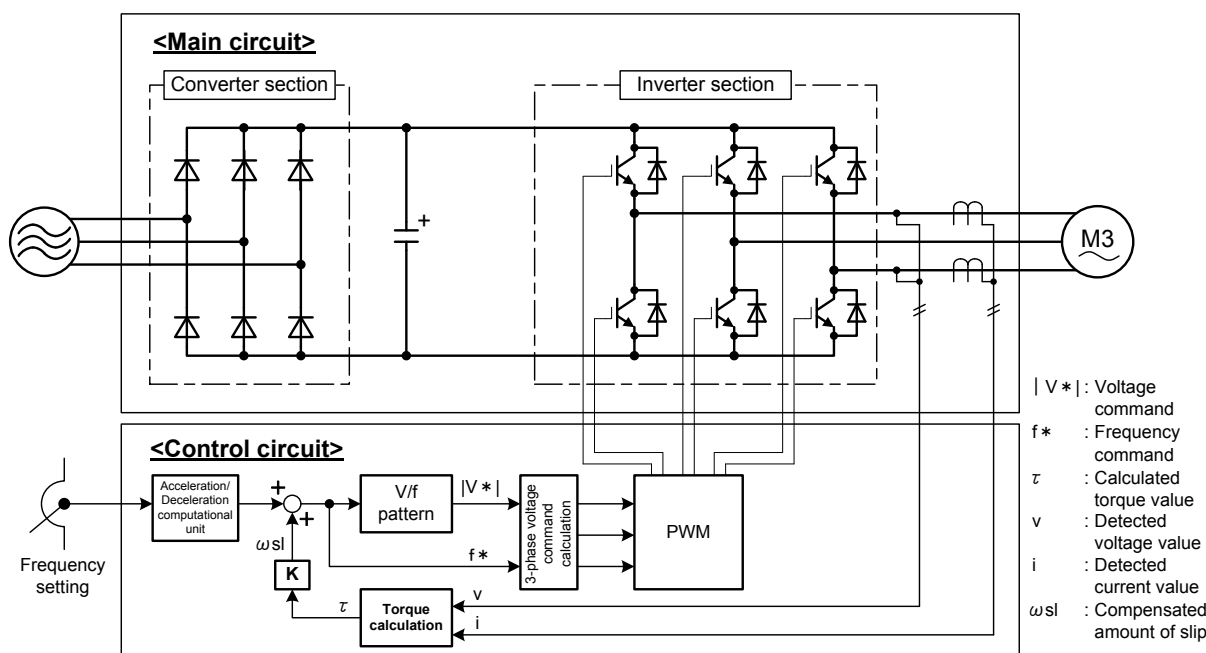 <Main circuit>
Converter section
Inverter section
+
M3
<Control circuit>
Frequency
setting
Acceleration/
Deceleration
computational
unit
+
+
ωsl
K
V/f
pattern
|V*|
f*
3-phase voltage
command
calculation
PWM
τ
Torque
calculation
v
i
|V*| : Voltage
command
f* : Frequency
command
τ : Calculated
torque value
v : Detected
voltage value
i : Detected
current value
ωsl : Compensated
amount of slip